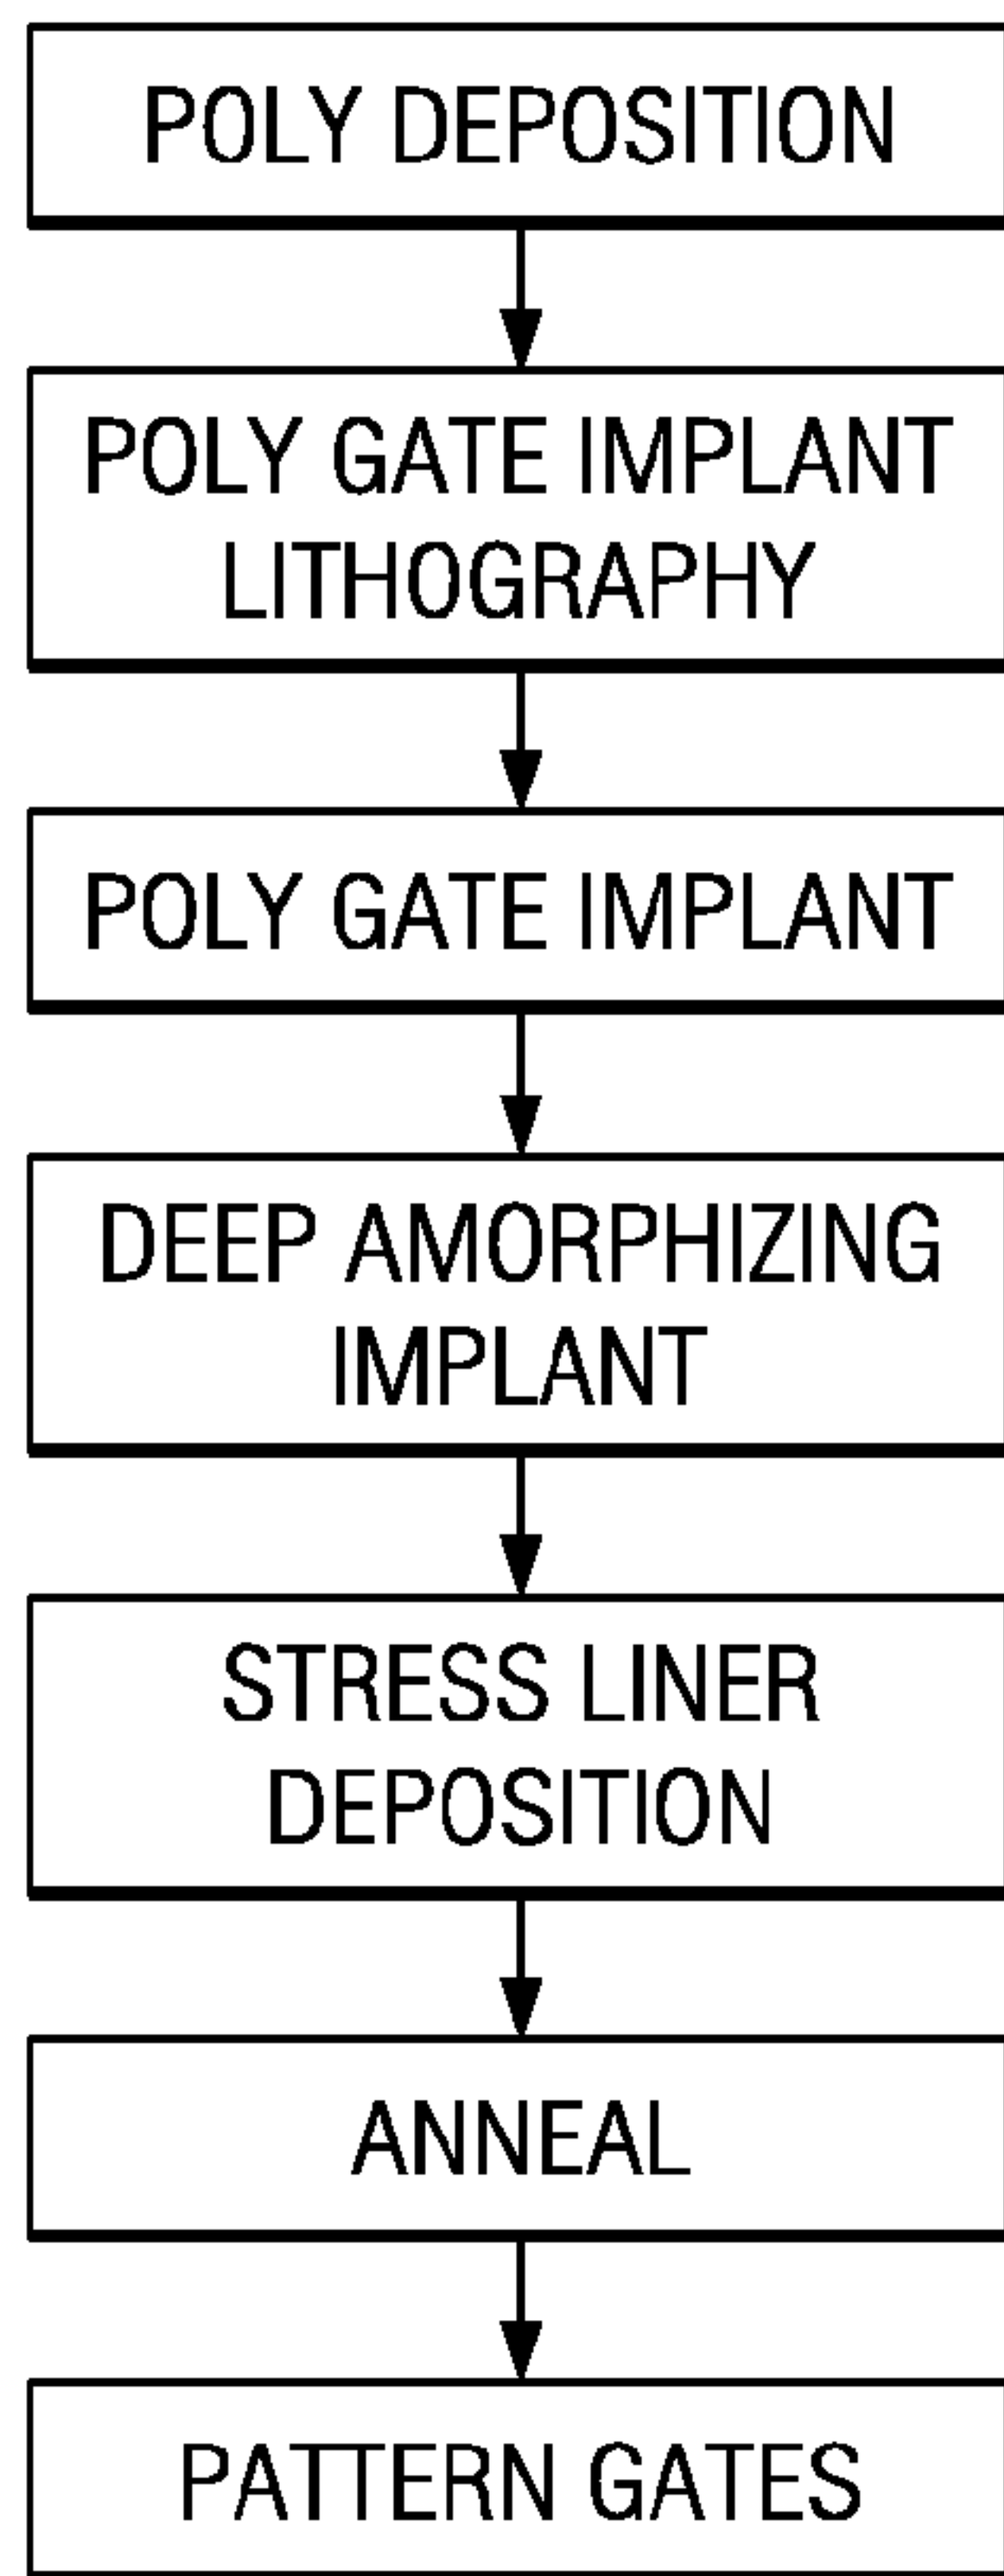 POLY DEPOSITION
POLY GATE IMPLANT
LITHOGRAPHY
POLY GATE IMPLANT
DEEP AMORPHIZING
IMPLANT
STRESS LINER
DEPOSITION
ANNEAL
PATTERN GATES